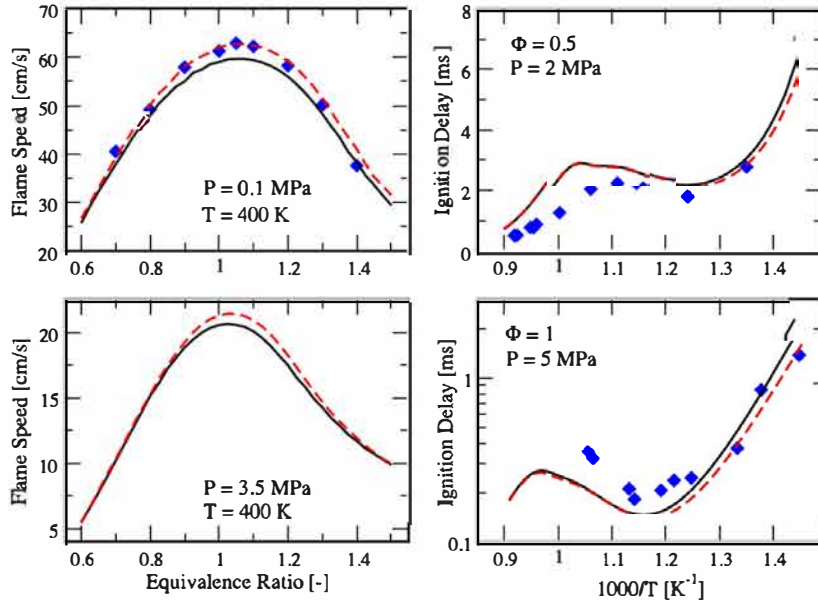 70
60
50
40
30
20
Flame Speed [cm/s]
P = 0.1 MPa
T = 400 K
0.6
0.8
1
1.2
1.4
8
6
4
2
0
Ignition Delay [ms]
Φ = 0.5
P = 2 MPa
0.9
1
1.1
1.2
1.3
1.4
20
15
10
5
Flame Speed [cm/s]
P = 3.5 MPa
T = 400 K
0.6
0.8
1
1.2
1.4
Equivalence Ratio [-]
1
0.1
Ignition Delay [ms]
Φ = 1
P = 5 MPa
0.9
1
1.1
1.2
1.3
1.4
1000/T [K⁻¹]